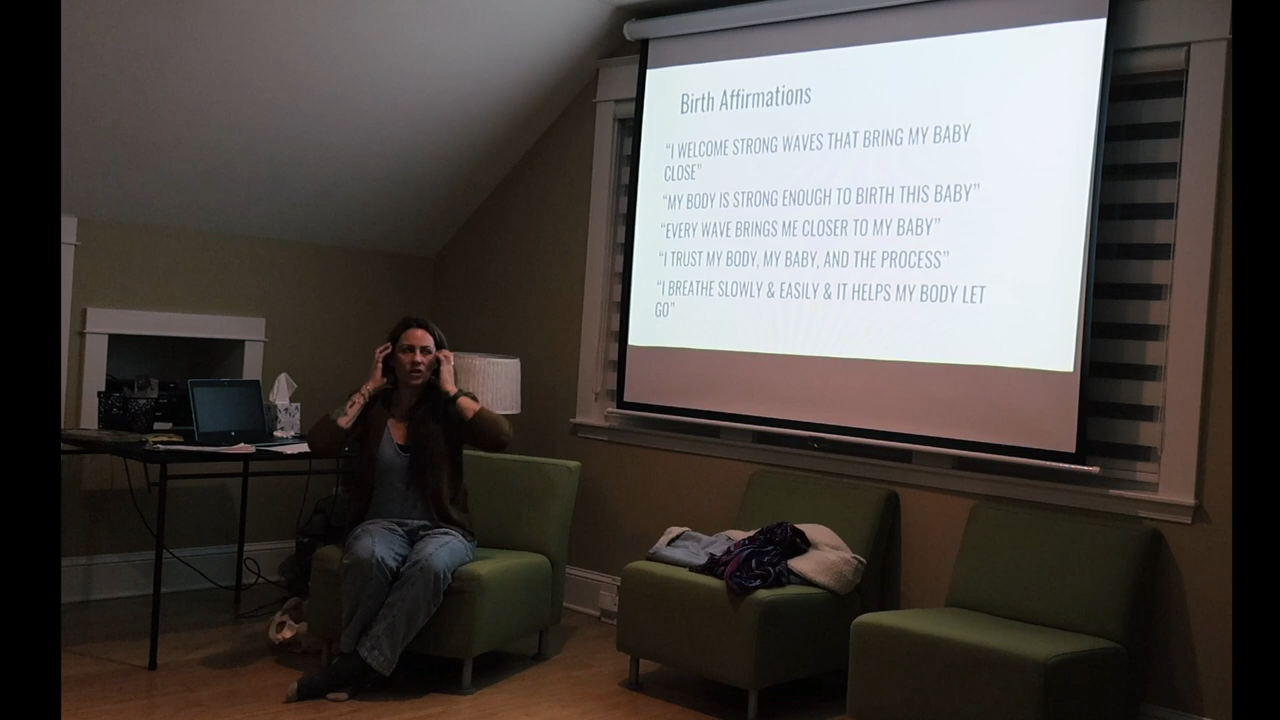 Birth Affirmations
“I WELCOME STRONG WAVES THAT BRING MY BABY
CLOSE”
“MY BODY IS STRONG ENOUGH TO BIRTH THIS BABY”
“EVERY WAVE BRINGS ME CLOSER TO MY BABY”
“I TRUST MY BODY, MY BABY, AND THE PROCESS”
“I BREATHE SLOWLY & EASILY & IT HELPS MY BODY LET
GO”